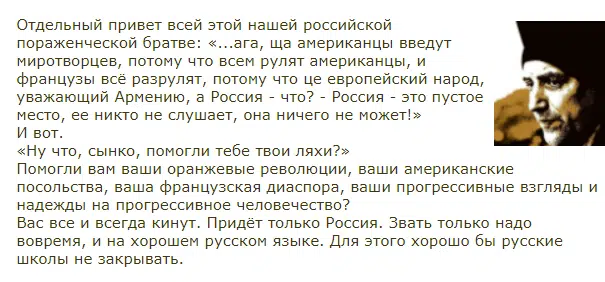 Отдельный привет всей этой нашей российской
пораженческой братве: «...ага, ща американцы введут
миротворцев, потому что всем рулят американцы, и
французы всё разрулят, потому что це европейский народ,
уважающий Армению, а Россия - что? - Россия - это пустое
место, ее никто не слушает, она ничего не может!»
И вот.
«Ну что, сынко, помогли тебе твои ляхи?»
Помогли вам ваши оранжевые революции, ваши американские
посольства, ваша французская диаспора, ваши прогрессивные взгляды и
надежды на прогрессивное человечество?
Вас все и всегда кинут. Придёт только Россия. Звать только надо
вовремя, и на хорошем русском языке. Для этого хорошо бы русские
школы не закрывать.